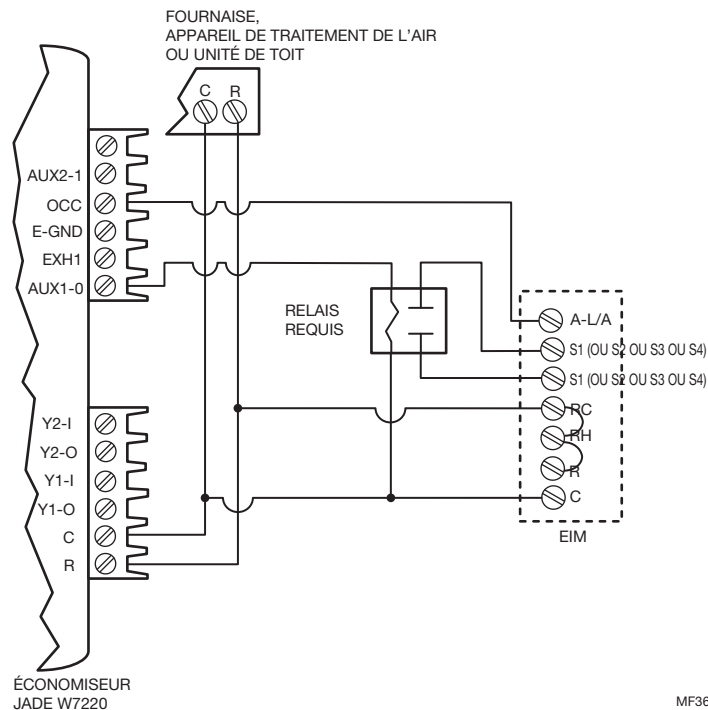 FOURNAISE,
APPAREIL DE TRAITEMENT DE L'AIR
OU UNITÉ DE TOIT
C R
AUX2-1
OCC
E-GND
EXH1
AUX1-0
RELAIS
REQUIS
A-L/A
S1 (OU S2 OU S3 OU S4)
S1 (OU S2 OU S3 OU S4)
RC
RH
R
C
EIM
Y2-I
Y2-O
Y1-I
Y1-O
C
R
ÉCONOMISEUR
JADE W7220
MF36